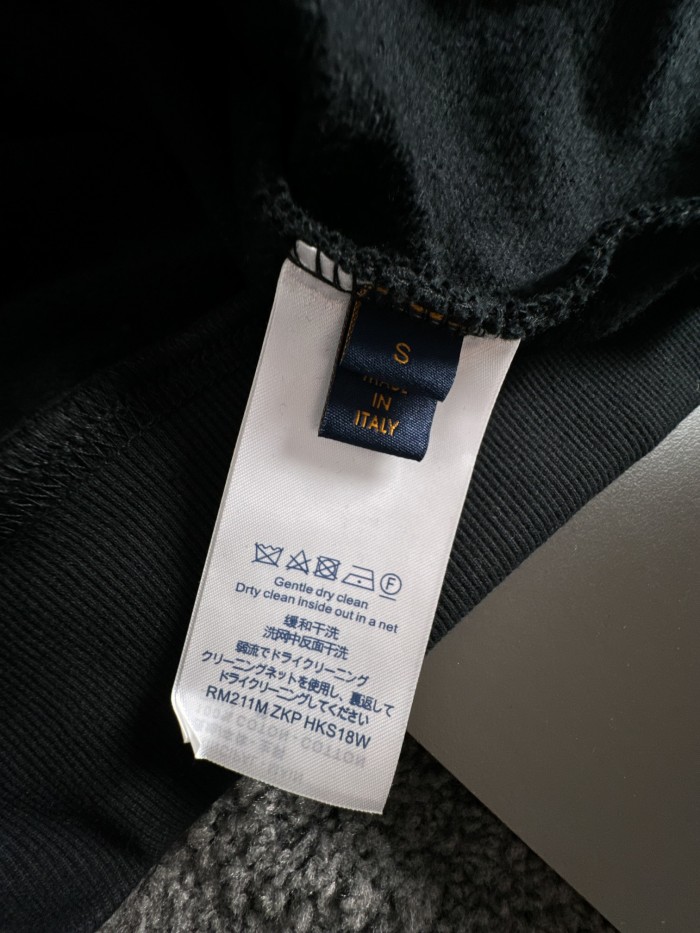 S
MADE
IN
ITALY
F
Gentle dry clean
Drty clean inside out in a net
缓和干洗
洗网中反面干洗
弱流でドライクリーニング
クリーニングネットを使用し、裏返して
ドライクリーニングしてください
RM211M ZKP HKS18W